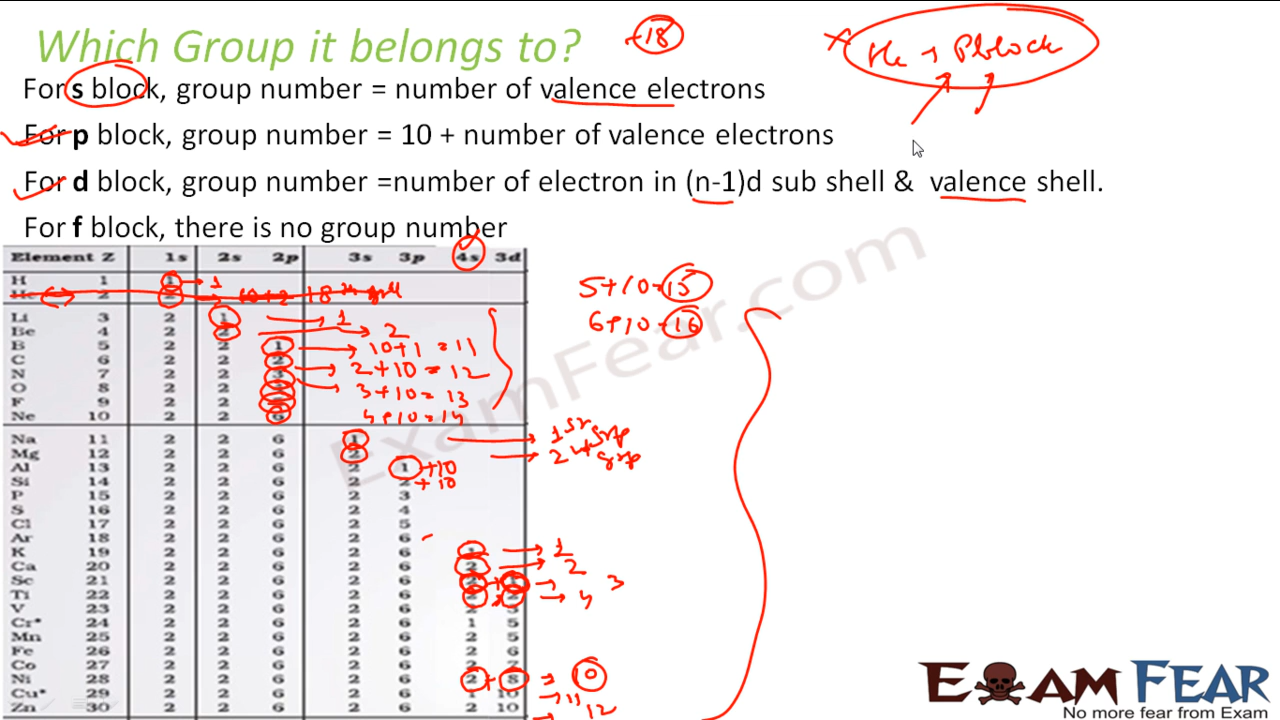 Which Group it belongs to?
+18
He → Pblock
For s block, group number = number of valence electrons
For p block, group number = 10 + number of valence electrons
For d block, group number =number of electron in (n-1)d sub shell & valence shell.
For f block, there is no group number
Element Z 1s 2s 2p 3s 3p 4s 3d
H 1 1 → 1
He 2 2 → 10+2 18
5+10=15
Li 3 2 1 → 1
6+10=16
Be 4 2 2 → 2
B 5 2 2 1 → 10+1=11
C 6 2 2 2 → 2+10=12
N 7 2 2 3 → 3+10=13
O 8 2 2
F 9 2 2
Ne 10 2 2 6 4+10=14
Na 11 2 2 6 1 → 1st grp
Mg 12 2 2 6 2 → 2 grp
Al 13 2 2 6 2 1 +10
Si 14 2 2 6 2 2 +10
P 15 2 2 6 2 3
S 16 2 2 6 2 4
Cl 17 2 2 6 2 5
Ar 18 2 2 6 2 6
K 19 2 2 6 2 6 1 → 1
Ca 20 2 2 6 2 6 2 → 2
Sc 21 2 2 6 2 6 2 + 1 → 3
Ti 22 2 2 6 2 6 2 2 → 4
V 23 2 2 6 2 6 2 3
Cr* 24 2 2 6 2 6 1 5
Mn 25 2 2 6 2 6 2 5
Fe 26 2 2 6 2 6 2 6
Co 27 2 2 6 2 6 2 7
Ni 28 2 2 6 2 6 2 + 8 = 10
Cu* 29 2 2 6 2 6 1 10 → 11
Zn 30 2 2 6 2 6 2 10 → 12
ExamFear.com
EXAM FEAR
No more fear from Exam